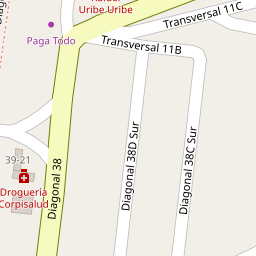 Rafael
Uribe Uribe
Transversal 11C
Paga Todo
Transversal 11B
Diagonal 38D Sur
Diagonal 38C Sur
Diagonal 38
39-21
Droguería
Corpisalud